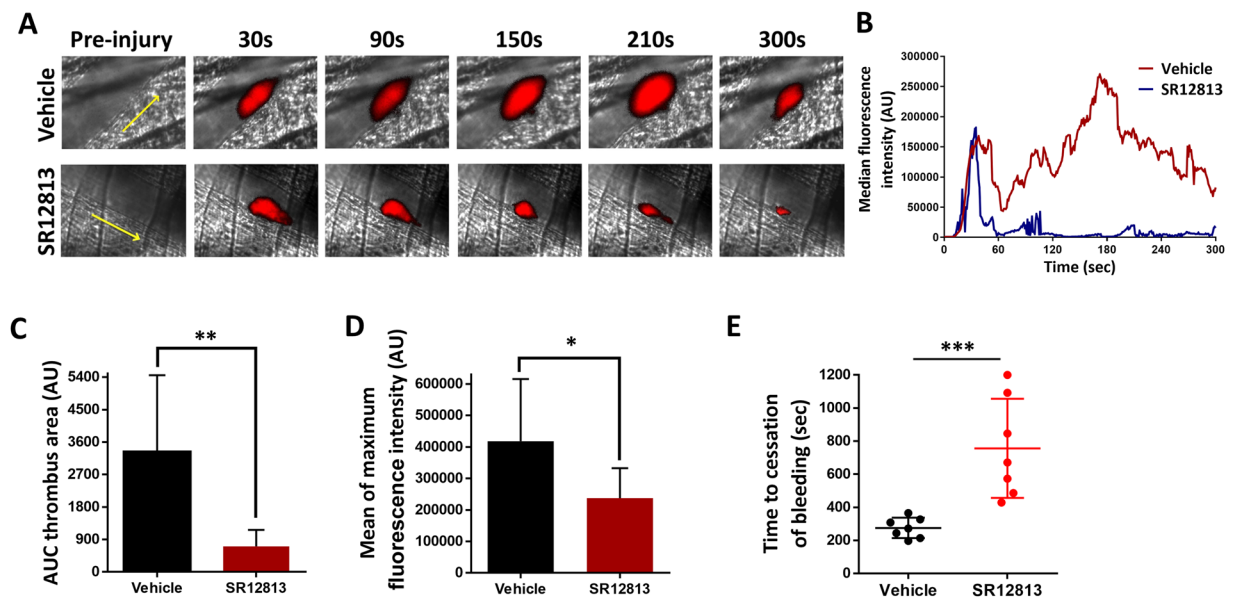 A
Pre-injury 30s 90s 150s 210s 300s
Vehicle
SR12813
B
Median fluorescence
intensity (AU)
300000
250000
200000
150000
100000
50000
0
Vehicle
SR12813
0 60 120 180 240 300
Time (sec)
C
AUC thrombus area (AU)
5400
4500
3600
2700
1800
900
0
**
Vehicle SR12813
D
Mean of maximum
fluorescence intensity (AU)
600000
500000
400000
300000
200000
100000
0
*
Vehicle SR12813
E
Time to cessation
of bleeding (sec)
1200
1000
800
600
400
200
0
***
Vehicle SR12813